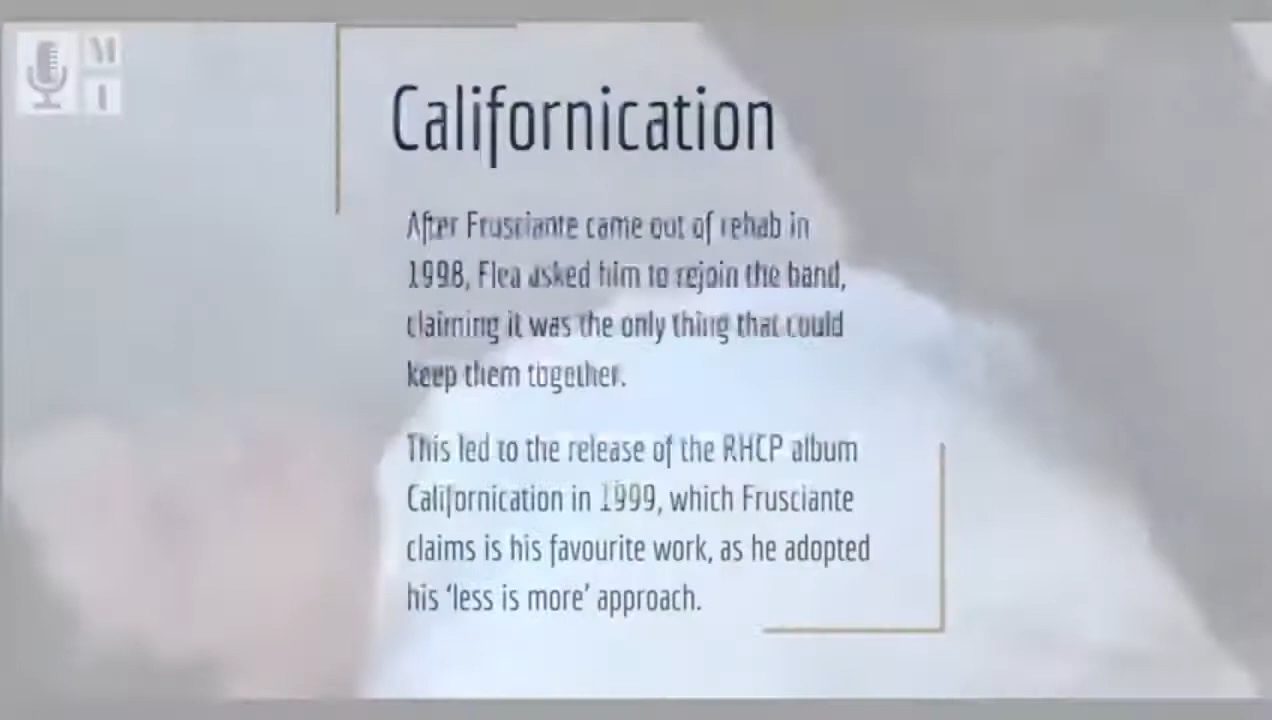 M
I
Californication
After Frusciante came out of rehab in
1998, Flea asked him to rejoin the band,
claiming it was the only thing that could
keep them together.
This led to the release of the RHCP album
Californication in 1999, which Frusciante
claims is his favourite work, as he adopted
his ‘less is more’ approach.